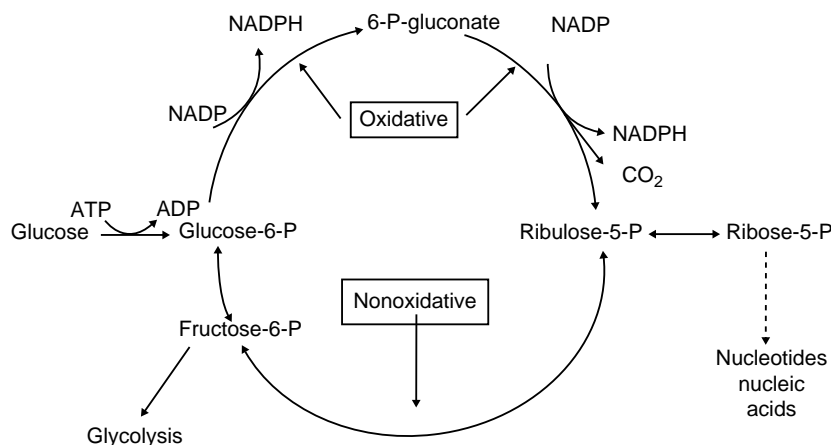 NADPH
6-P-gluconate
NADP
NADP
Oxidative
NADPH
CO₂
ATP
ADP
Glucose
Glucose-6-P
Ribulose-5-P
Ribose-5-P
Nonoxidative
Fructose-6-P
Nucleotides
nucleic
acids
Glycolysis